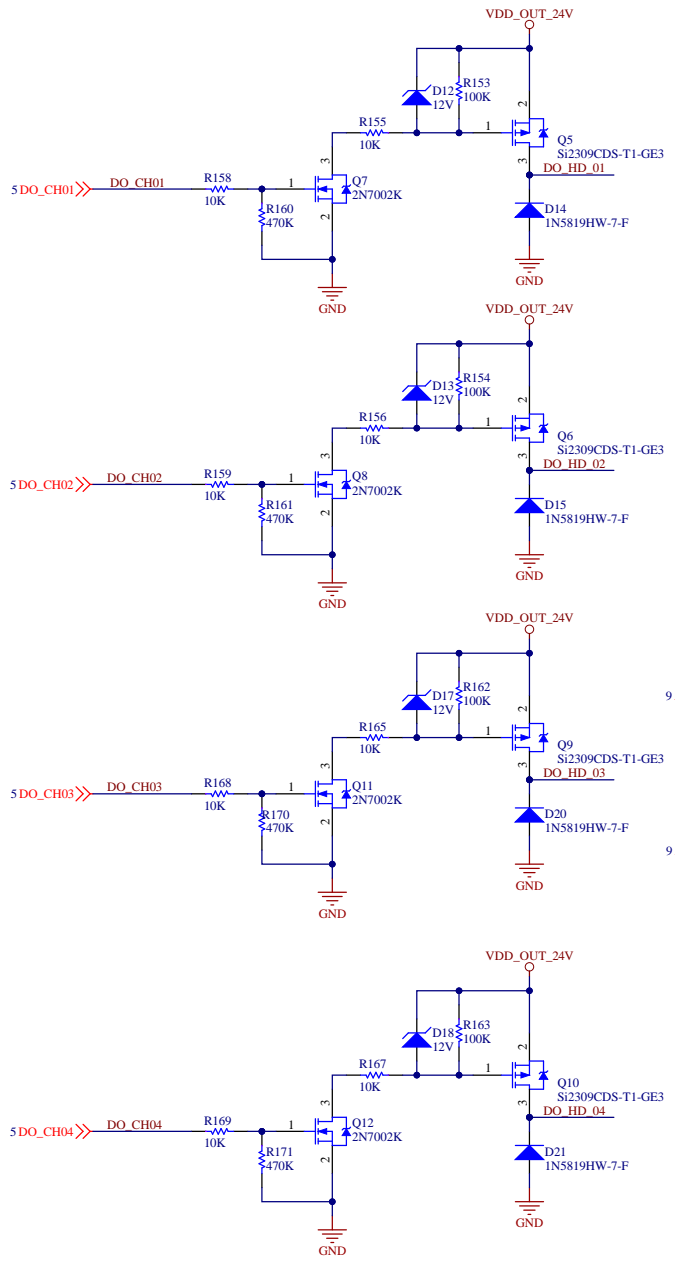 VDD_OUT_24V
D12
12V
R153
100K
2
R155
10K
1
Q5
Si2309CDS-T1-GE3
3
DO_HD_01
3
5 DO_CH01
DO_CH01
R158
10K
1
Q7
2N7002K
R160
470K
2
D14
1N5819HW-7-F
GND
GND
VDD_OUT_24V
D13
12V
R154
100K
2
R156
10K
1
Q6
Si2309CDS-T1-GE3
3
DO_HD_02
3
5 DO_CH02
DO_CH02
R159
10K
1
Q8
2N7002K
R161
470K
2
D15
1N5819HW-7-F
GND
GND
VDD_OUT_24V
D17
12V
R162
100K
9
2
R165
10K
1
Q9
Si2309CDS-T1-GE3
3
DO_HD_03
3
5 DO_CH03
DO_CH03
R168
10K
1
Q11
2N7002K
R170
470K
2
D20
1N5819HW-7-F
9
GND
GND
VDD_OUT_24V
D18
12V
R163
100K
2
R167
10K
1
Q10
Si2309CDS-T1-GE3
3
DO_HD_04
3
5 DO_CH04
DO_CH04
R169
10K
1
Q12
2N7002K
R171
470K
2
D21
1N5819HW-7-F
GND
GND